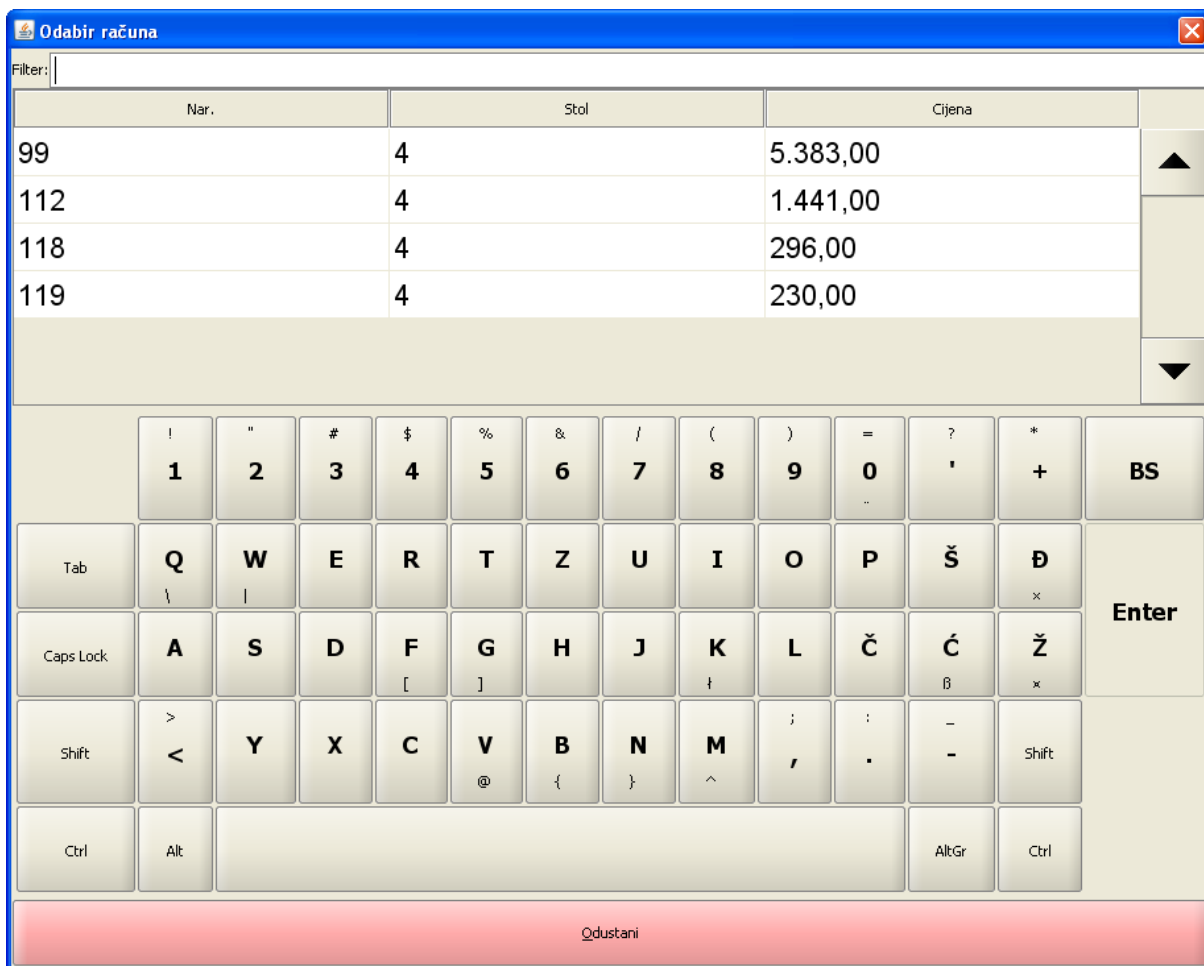 Odabir računa
Filter:
Nar. Stol Cijena
99 4 5.383,00
112 4 1.441,00
118 4 296,00
119 4 230,00
! " # $ % & / ( ) = ? *
1 2 3 4 5 6 7 8 9 0 ' + BS
¨
Tab Q W E R T Z U I O P Š Đ
\ | ×
Enter
Caps Lock A S D F G H J K L Č Ć Ž
[ ] ł ß ¤
> ; : _
Shift < Y X C V B N M , . - Shift
@ { } ^
Ctrl Alt AltGr Ctrl
Odustani